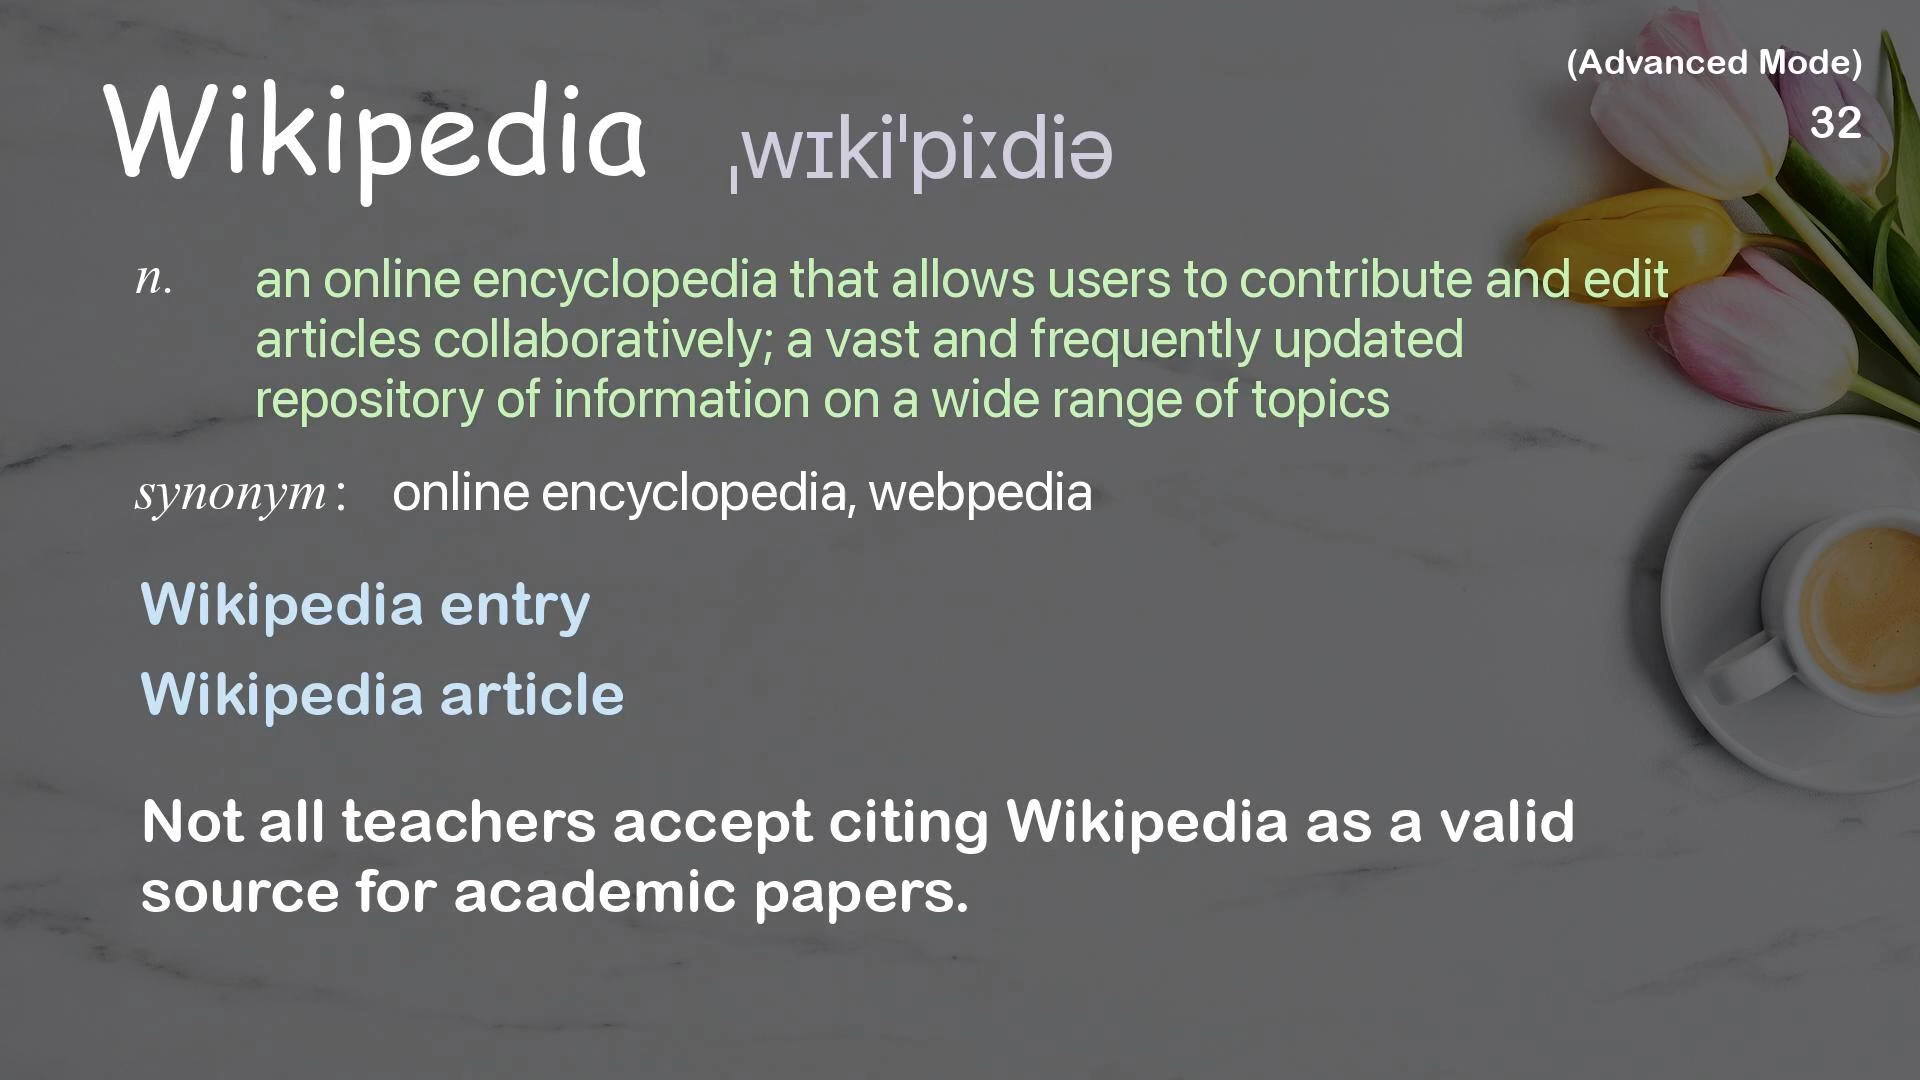 (Advanced Mode)
32
Wikipedia ˌwɪkiˈpiːdiə
n. an online encyclopedia that allows users to contribute and edit
articles collaboratively; a vast and frequently updated
repository of information on a wide range of topics
synonym: online encyclopedia, webpedia
Wikipedia entry
Wikipedia article
Not all teachers accept citing Wikipedia as a valid
source for academic papers.